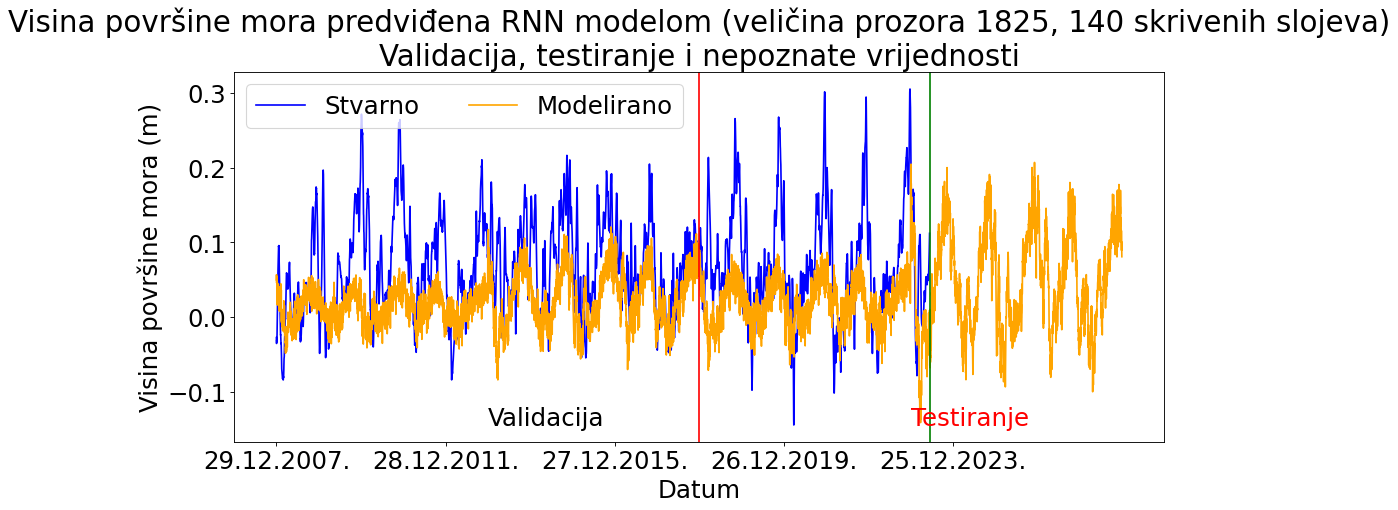 Visina površine mora predviđena RNN modelom (veličina prozora 1825, 140 skrivenih slojeva)
Validacija, testiranje i nepoznate vrijednosti
Stvarno Modelirano
Visina površine mora (m)
0.3
0.2
0.1
0.0
−0.1
Validacija
Testiranje
29.12.2007. 28.12.2011. 27.12.2015. 26.12.2019. 25.12.2023.
Datum